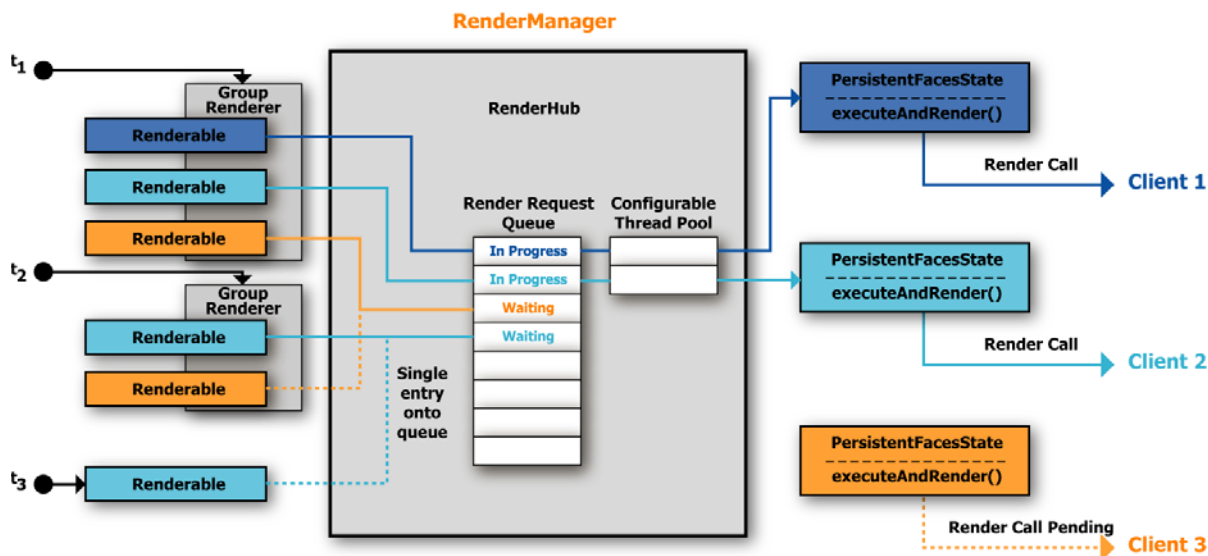 RenderManager
t1
Group
Renderer
Renderable
Renderable
Renderable
t2
Group
Renderer
Renderable
Renderable
t3
Renderable
RenderHub
Render Request
Queue
In Progress
In Progress
Waiting
Waiting
Configurable
Thread Pool
Single
entry
onto
queue
PersistentFacesState
executeAndRender()
Render Call
Client 1
PersistentFacesState
executeAndRender()
Render Call
Client 2
PersistentFacesState
executeAndRender()
Render Call Pending
Client 3